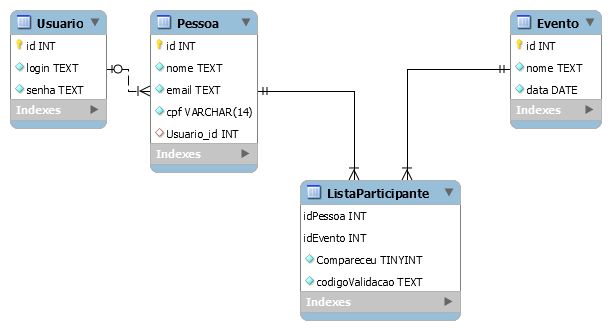 Usuario
id INT
login TEXT
senha TEXT
Indexes
Pessoa
id INT
nome TEXT
email TEXT
cpf VARCHAR(14)
Usuario_id INT
Indexes
Evento
id INT
nome TEXT
data DATE
Indexes
ListaParticipante
idPessoa INT
idEvento INT
Compareceu TINYINT
codigoValidacao TEXT
Indexes